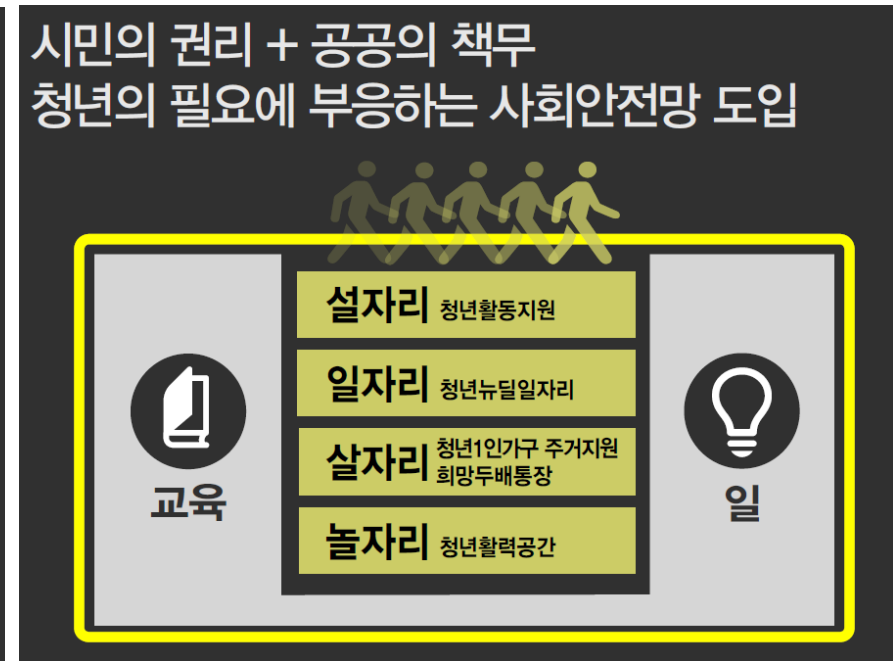 시민의 권리 + 공공의 책무
청년의 필요에 부응하는 사회안전망 도입
설자리 청년활동지원
일자리 청년뉴딜일자리
살자리 청년1인가구 주거지원
희망두배통장
놀자리 청년활력공간
교육
일